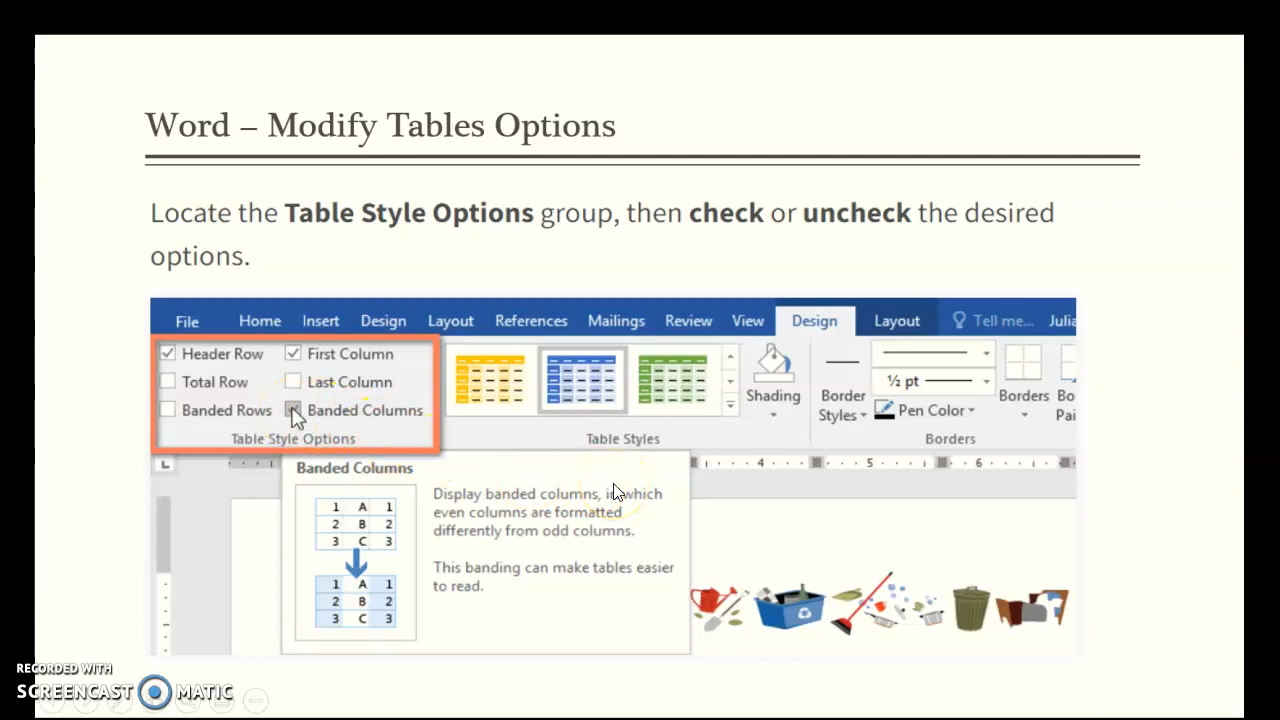 Word – Modify Tables Options
Locate the Table Style Options group, then check or uncheck the desired
options.
File Home Insert Design Layout References Mailings Review View Design Layout Tell me... Julia
Header Row First Column
Total Row Last Column
Banded Rows Banded Columns
Table Style Options
Table Styles
Shading
Border
Styles
½ pt
Pen Color
Borders
Borders
4 5 6
Banded Columns
1 A 1
2 B 2
3 C 3
1 A 1
2 B 2
3 C 3
Display banded columns, in which
even columns are formatted
differently from odd columns.
This banding can make tables easier
to read.
RECORDED WITH
SCREENCAST MATIC